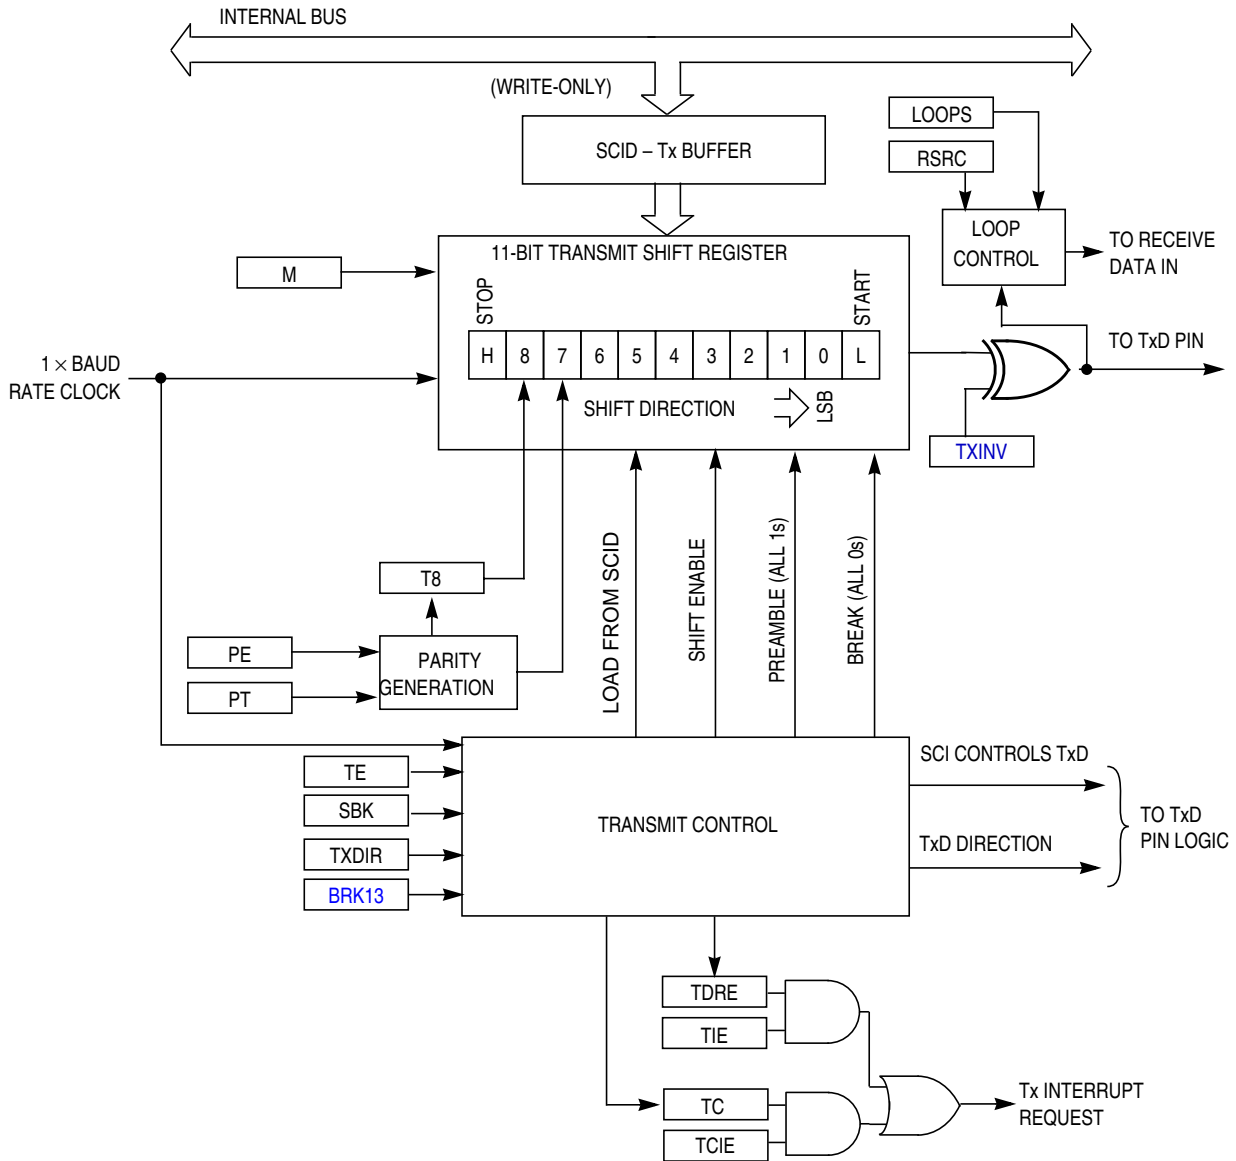 INTERNAL BUS
(WRITE-ONLY)
SCID – Tx BUFFER
LOOPS
RSRC
LOOP
CONTROL
TO RECEIVE
DATA IN
11-BIT TRANSMIT SHIFT REGISTER
M
STOP
START
H 8 7 6 5 4 3 2 1 0 L
1 × BAUD
RATE CLOCK
SHIFT DIRECTION
LSB
TO TxD PIN
TXINV
LOAD FROM SCID
SHIFT ENABLE
PREAMBLE (ALL 1s)
BREAK (ALL 0s)
T8
PE
PT
PARITY
GENERATION
TE
SBK
TXDIR
BRK13
TRANSMIT CONTROL
SCI CONTROLS TxD
TxD DIRECTION
TO TxD
PIN LOGIC
TDRE
TIE
TC
TCIE
Tx INTERRUPT
REQUEST